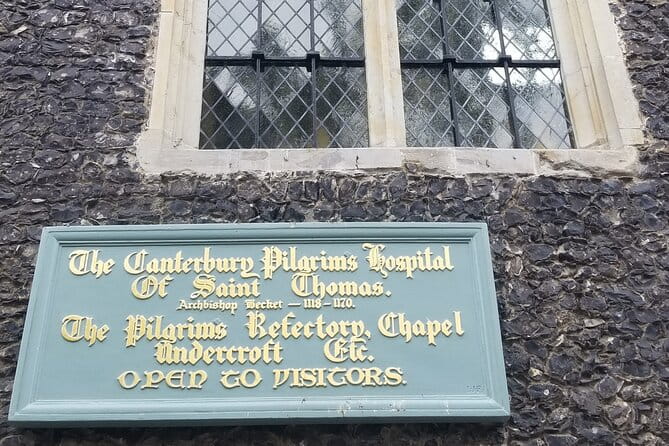 The Canterbury Pilgrims Hospital
Of Saint Thomas.
Archbishop Becket — 1118-1170.
The Pilgrims Refectory, Chapel
Undercroft Etc.
OPEN TO VISITORS.